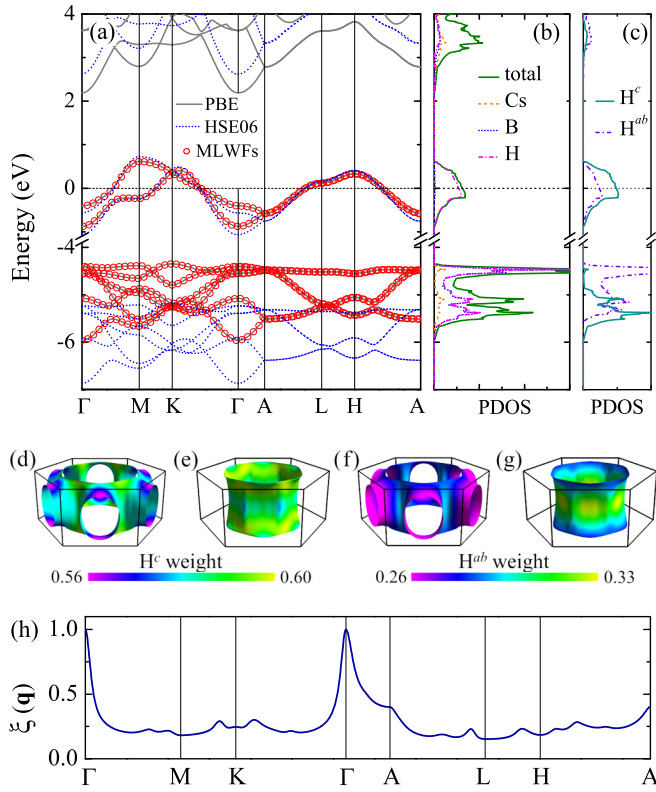 (a) (b) (c)
4
2
0
-4
-6
Energy (eV)
PBE
HSE06
MLWFs
total
Cs
B
H
H^c
H^ab
Γ M K Γ A L H A
PDOS PDOS
(d) (e) (f) (g)
H^c weight H^ab weight
0.56 0.60 0.26 0.33
(h)
1.0
0.5
0.0
ξ (q)
Γ M K Γ A L H A